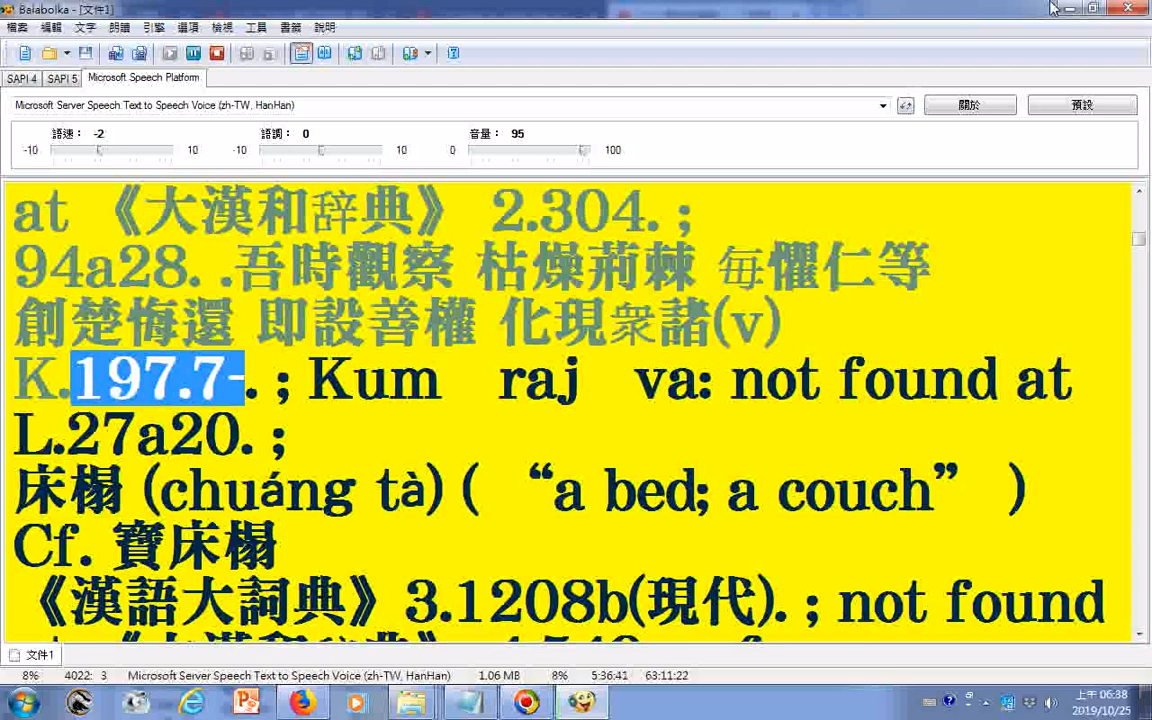 Balabolka - [文件1]
檔案 編輯 文字 朗讀 引擎 選項 檢視 工具 書籤 說明
SAPI 4 SAPI 5 Microsoft Speech Platform
Microsoft Server Speech Text to Speech Voice (zh-TW, HanHan) 關於 預設
語速： -2 語調： 0 音量： 95
-10 10 -10 10 0 100
at 《大漢和辞典》 2.304. ;
94a28. .吾時觀察 枯燥荊棘 毎懼仁等
創楚悔還 即設善權 化現衆諸(v)
K.197.7-. ; Kum raj va: not found at
L.27a20. ;
床榻 (chuáng tà) ( “a bed; a couch” )
Cf. 寶床榻
《漢語大詞典》 3.1208b(現代). ; not found
文件1
8% 4022: 3 Microsoft Server Speech Text to Speech Voice (zh-TW, HanHan) 1.06 MB 8% 5:36:41 63:11:22
上午 06:38
2019/10/25